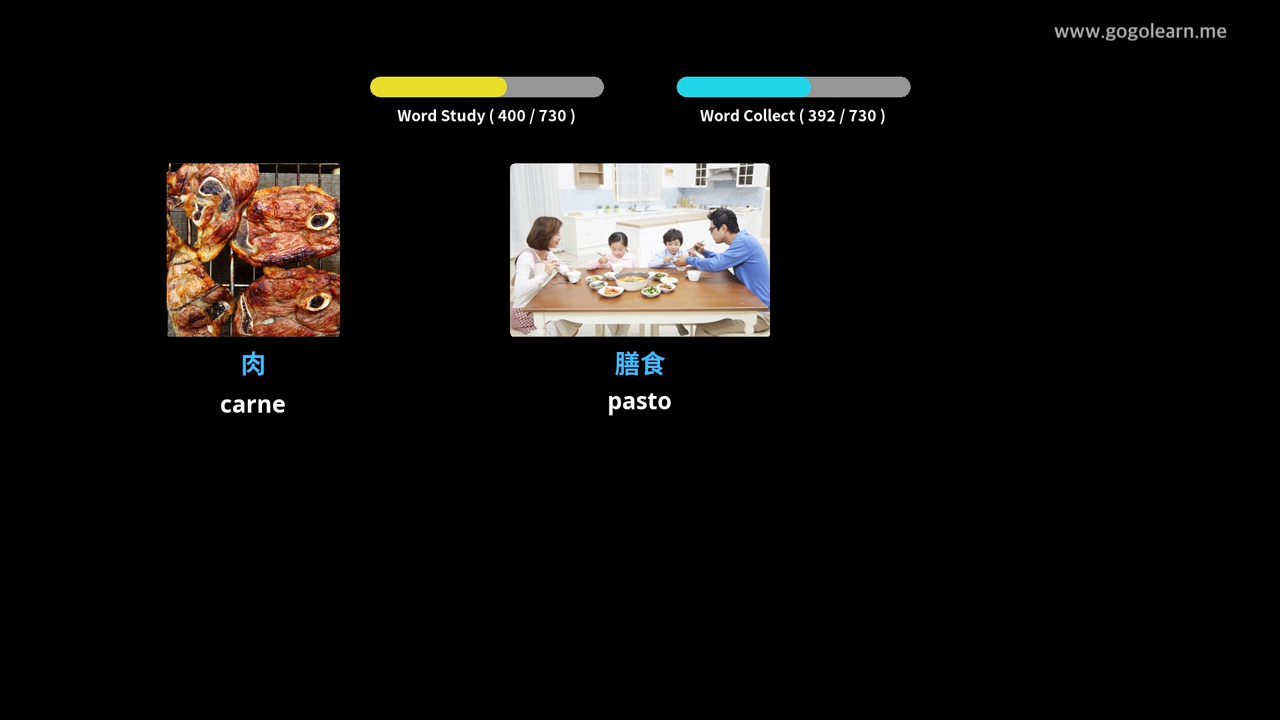 www.gogolearn.me
Word Study ( 400 / 730 )
Word Collect ( 392 / 730 )
肉
carne
膳食
pasto